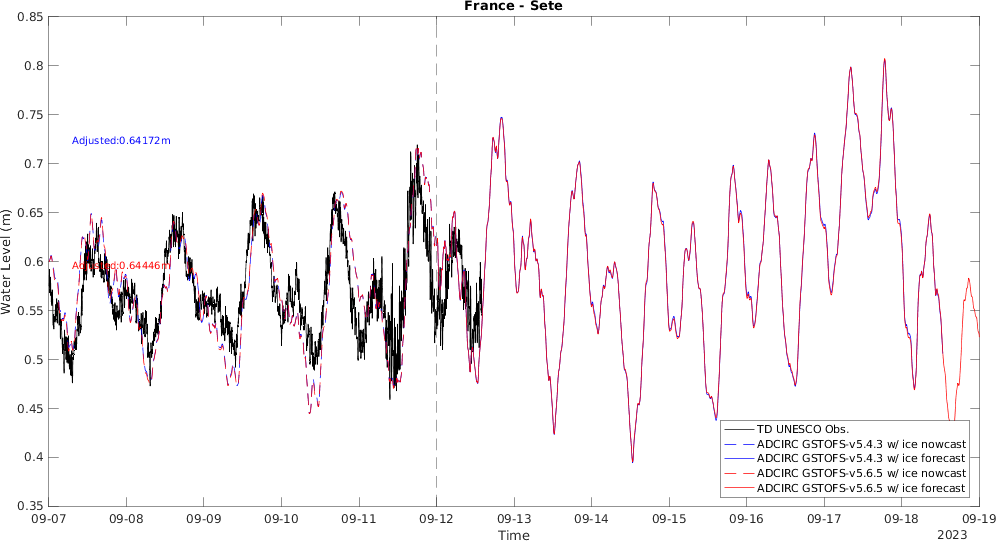 France - Sete
0.85
0.8
0.75
0.7
0.65
0.6
0.55
0.5
0.45
0.4
0.35
Water Level (m)
Adjusted:0.64172m
Adjusted:0.64446m
TD UNESCO Obs.
ADCIRC GSTOFS-v5.4.3 w/ ice nowcast
ADCIRC GSTOFS-v5.4.3 w/ ice forecast
ADCIRC GSTOFS-v5.6.5 w/ ice nowcast
ADCIRC GSTOFS-v5.6.5 w/ ice forecast
09-07 09-08 09-09 09-10 09-11 09-12 09-13 09-14 09-15 09-16 09-17 09-18 09-19
Time
2023